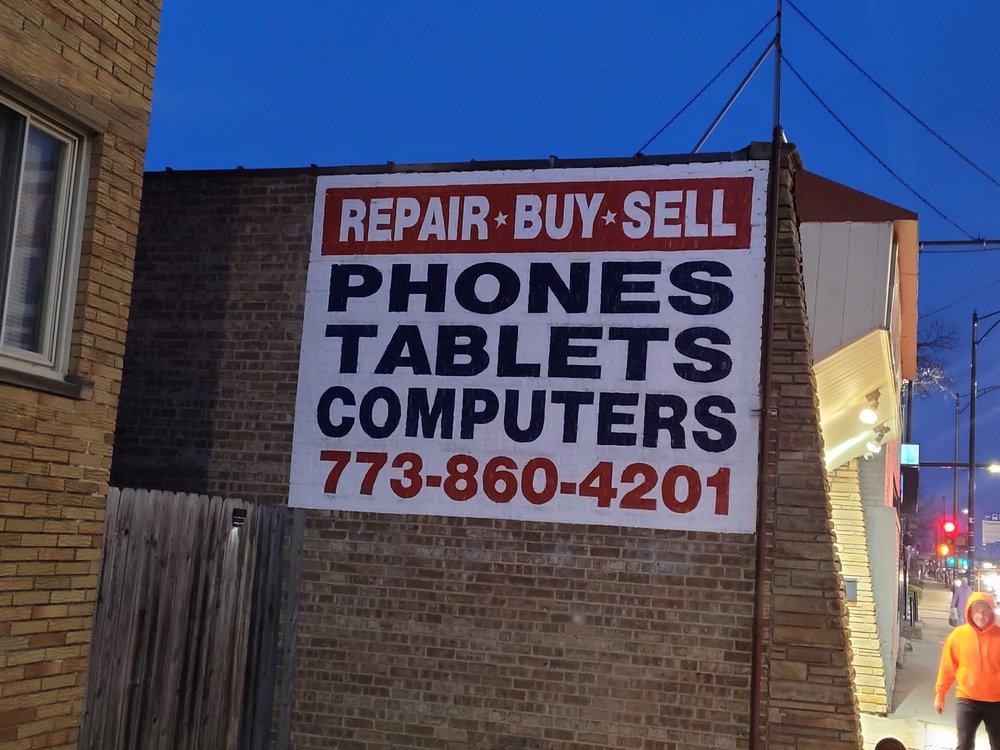 REPAIR★BUY★SELL
PHONES
TABLETS
COMPUTERS
773-860-4201